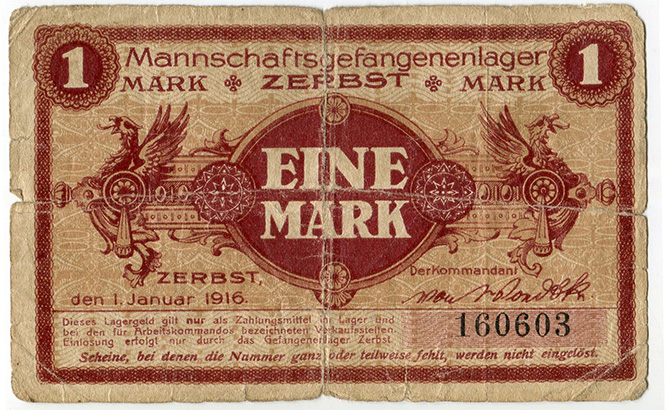 1 Mannschaftsgefangenenlager 1
MARK ZERBST MARK
EINE
MARK
ZERBST,
den 1. Januar 1916.
Der Kommandant
Dieses Lagergeld gilt nur als Zahlungsmittel im Lager und
bei den für Arbeitskommandos bezeichneten Verkaufsstellen.
Einlösung erfolgt nur durch das Gefangenenlager Zerbst.
160603
Scheine, bei denen die Nummer ganz oder teilweise fehlt, werden nicht eingelöst.